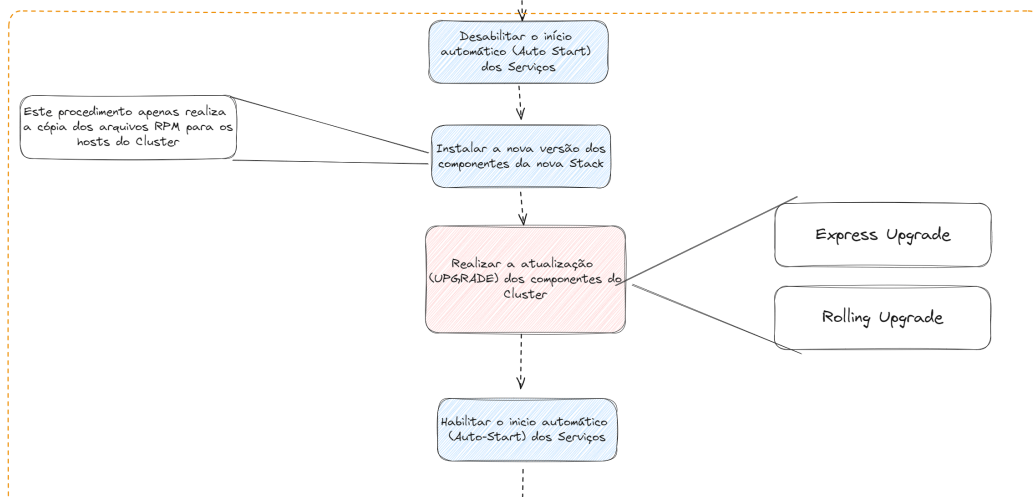 Desabilitar o início
automático (Auto Start)
dos Serviços
Este procedimento apenas realiza
a cópia dos arquivos RPM para os
hosts do Cluster
Instalar a nova versão dos
componentes da nova Stack
Realizar a atualização
(UPGRADE) dos componentes do
Cluster
Express Upgrade
Rolling Upgrade
Habilitar o inicio automático
(Auto-Start) dos Serviços